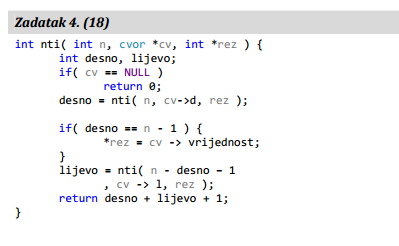 Zadatak 4. (18)
int nti( int n, cvor *cv, int *rez ) {
int desno, lijevo;
if( cv == NULL )
return 0;
desno = nti( n, cv->d, rez );
if( desno == n - 1 ) {
*rez = cv -> vrijednost;
}
lijevo = nti( n - desno – 1
, cv -> l, rez );
return desno + lijevo + 1;
}